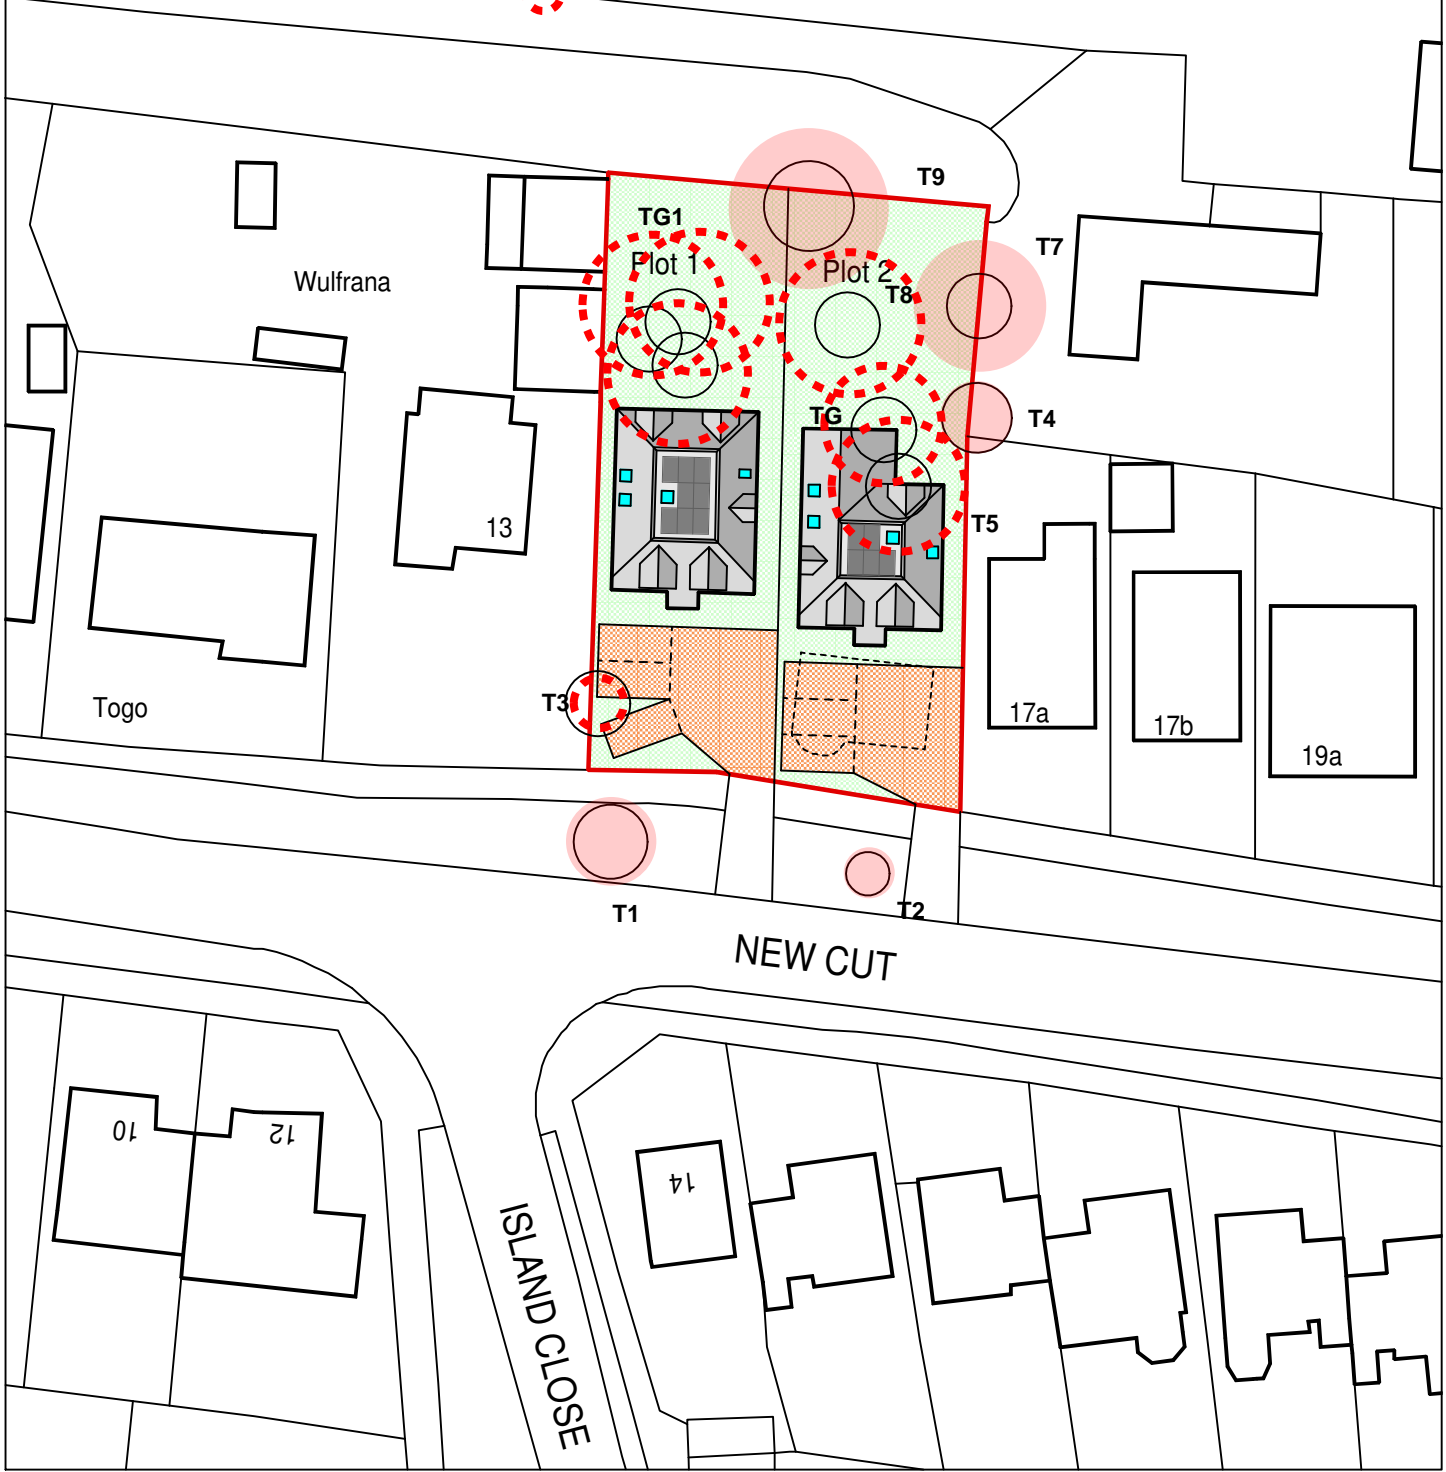 T9
TG1
T7
Plot 1
Plot 2
Wulfrana
T8
TG
T4
13
T5
T3
Togo
17a
17b
19a
T1
T2
NEW CUT
10
12
14
ISLAND CLOSE